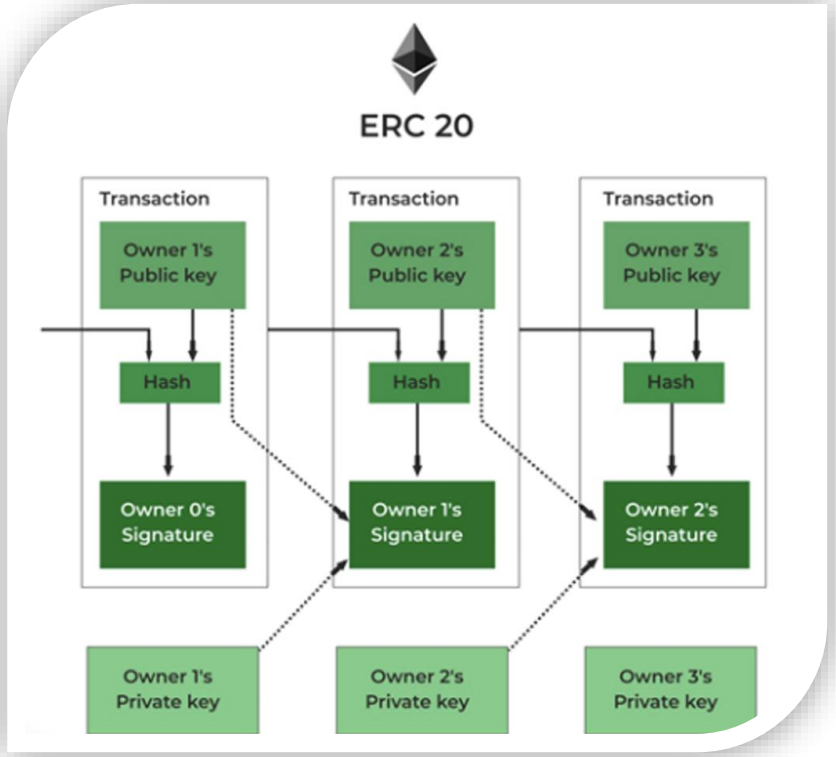 ERC 20
Transaction
Transaction
Transaction
Owner 1's
Public key
Owner 2's
Public key
Owner 3's
Public key
Hash
Hash
Hash
Owner 0's
Signature
Owner 1's
Signature
Owner 2's
Signature
Owner 1's
Private key
Owner 2's
Private key
Owner 3's
Private key